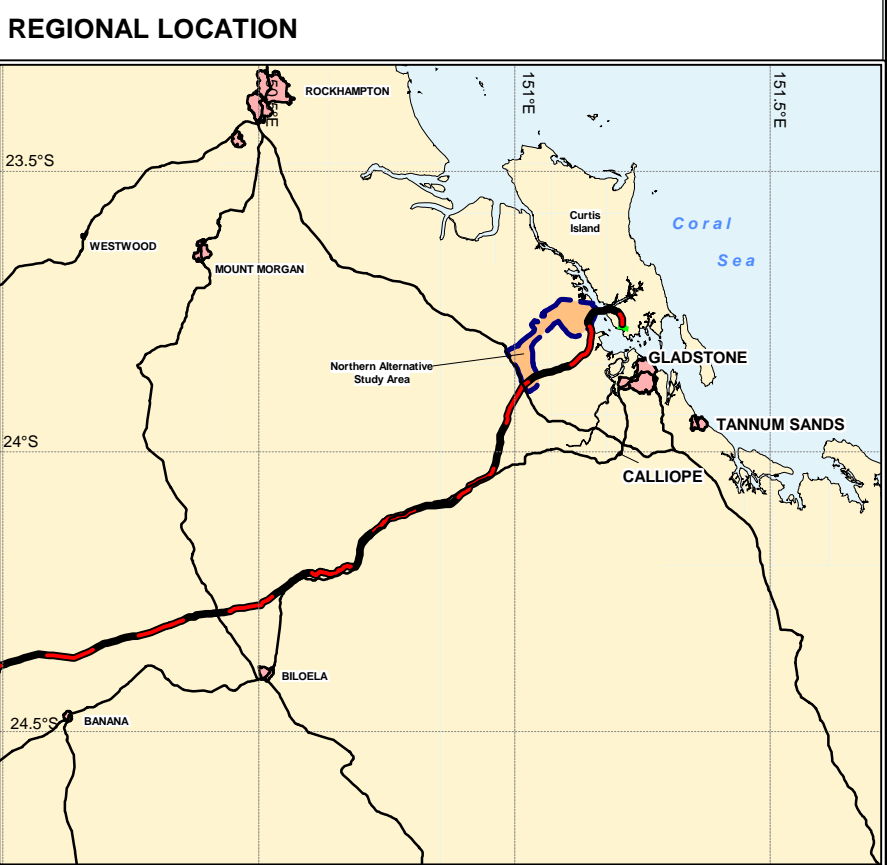 REGIONAL LOCATION
ROCKHAMPTON
151°E
151.5°E
23.5°S
Curtis
Island
Coral
Sea
WESTWOOD
MOUNT MORGAN
Northern Alternative
Study Area
GLADSTONE
TANNUM SANDS
24°S
CALLIOPE
BILOELA
24.5°S
BANANA